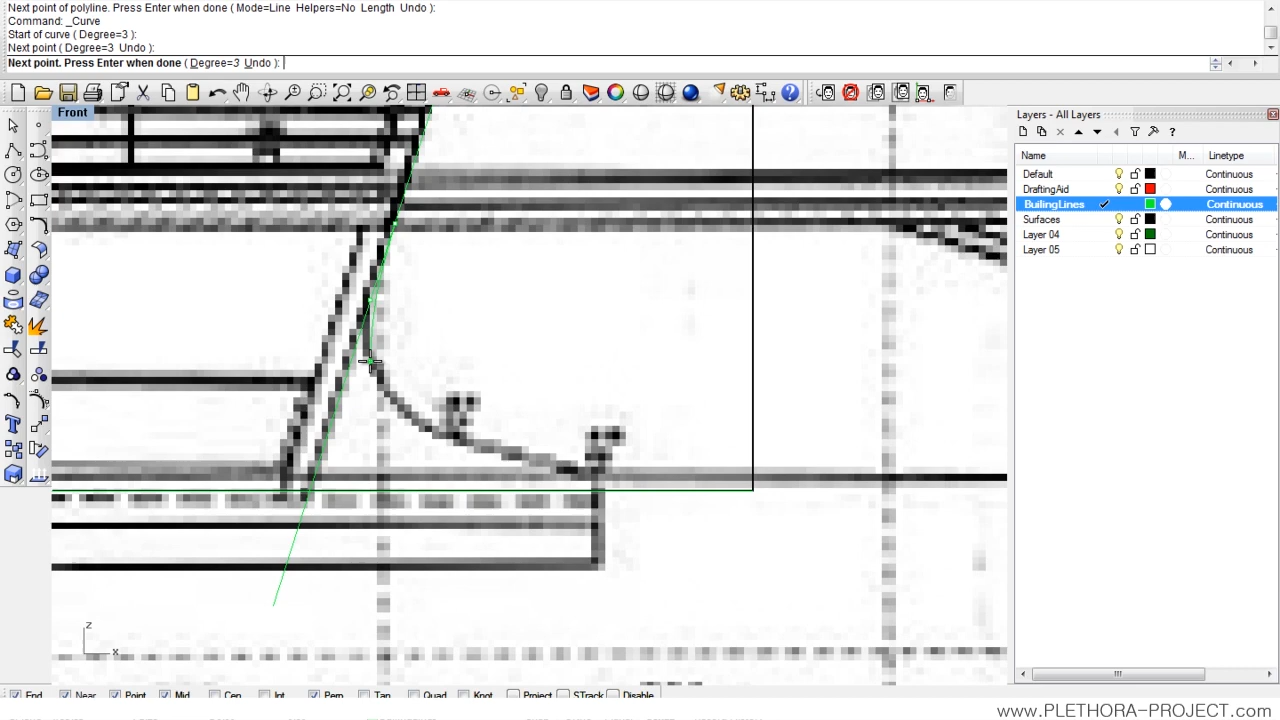 Next point of polyline. Press Enter when done ( Mode=Line Helpers=No Length Undo ):
Command: _Curve
Start of curve ( Degree=3 ):
Next point ( Degree=3 Undo ):
Next point. Press Enter when done ( Degree=3 Undo ):
Front
Layers - All Layers
Name M... Linetype
Default Continuous
DraftingAid Continuous
BuilingLines Continuous
Surfaces Continuous
Layer 04 Continuous
Layer 05 Continuous
z
x
End Near Point Mid Cen Int Perp Tan Quad Knot Project STrack Disable
www.PLETHORA-PROJECT.com